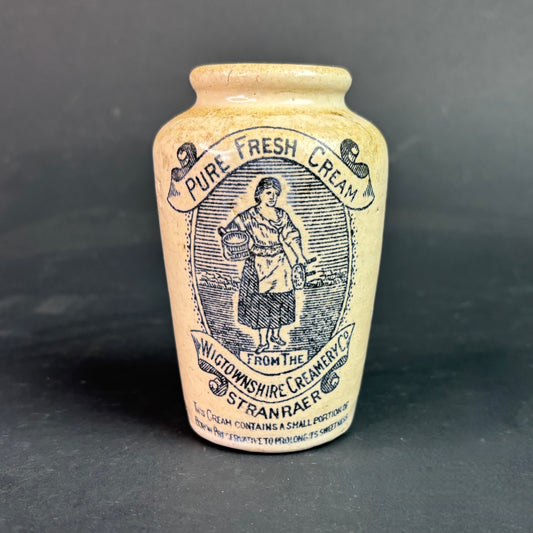 PURE FRESH CREAM
FROM THE
WIGTOWNSHIRE CREAMERY Co
STRANRAER
THIS CREAM CONTAINS A SMALL PORTION OF
PRESERVATIVE TO PROLONG ITS SWEETNESS